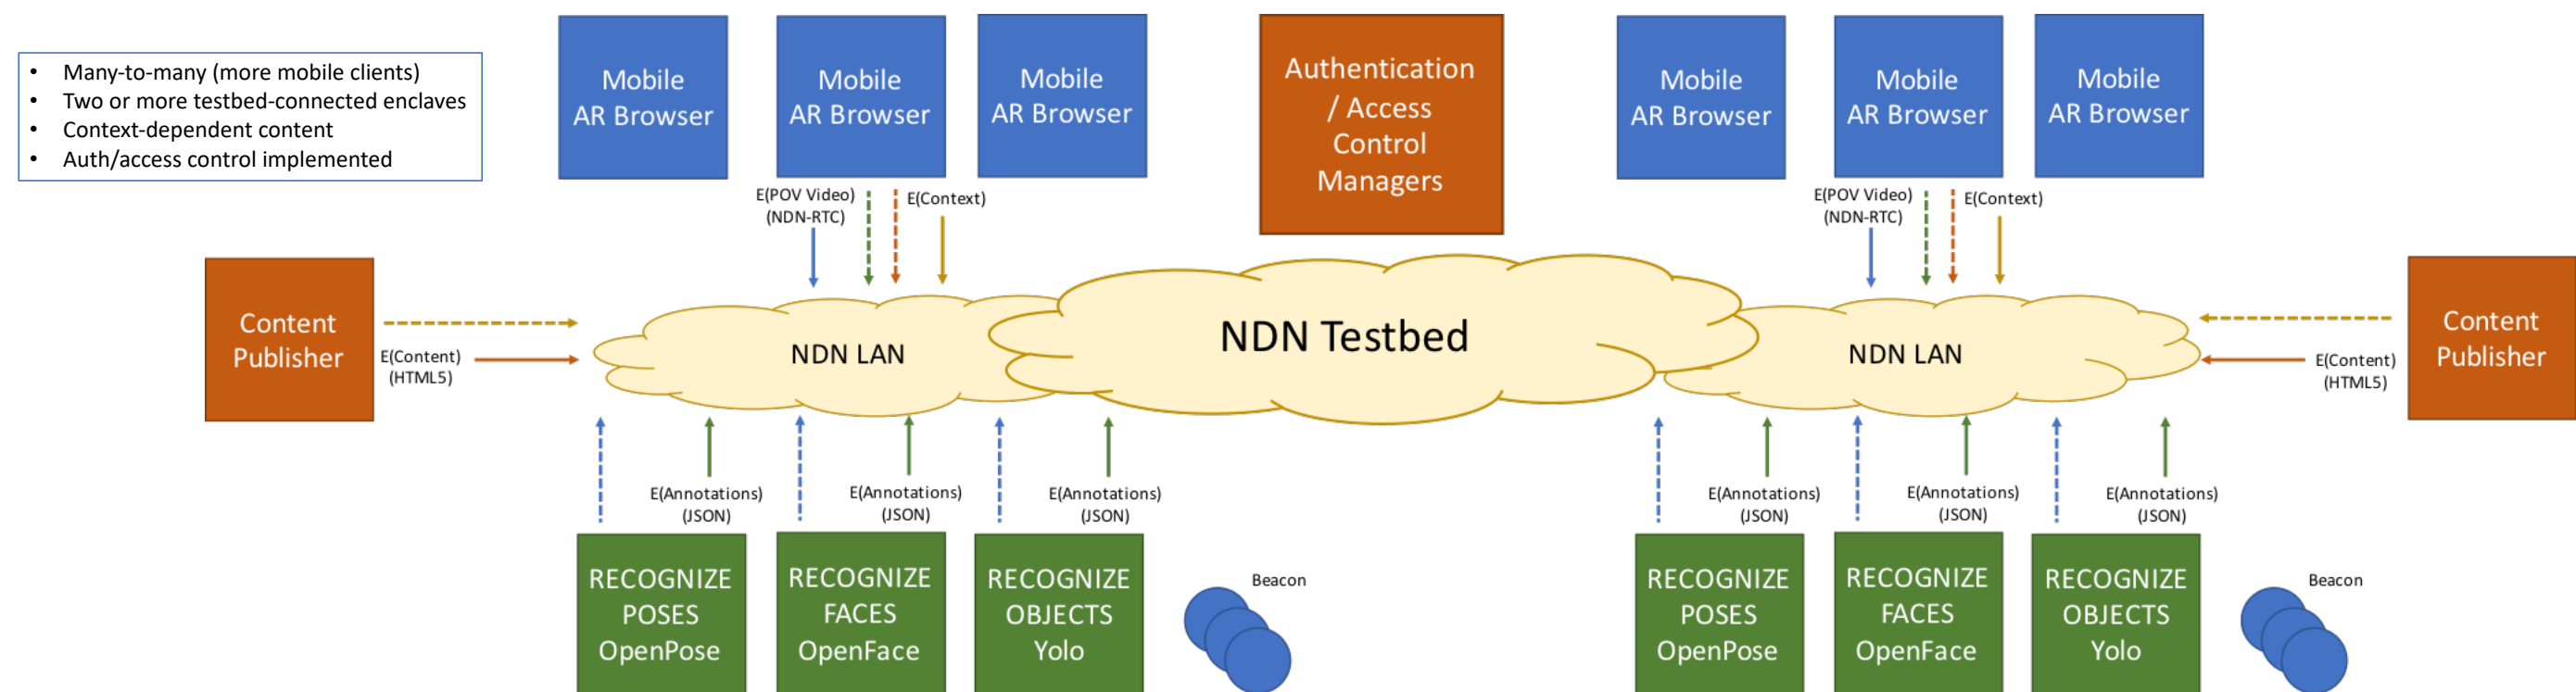 Many-to-many (more mobile clients)
Two or more testbed-connected enclaves
Context-dependent content
Auth/access control implemented
Mobile
AR Browser
Mobile
AR Browser
Mobile
AR Browser
Authentication
/ Access
Control
Managers
Mobile
AR Browser
Mobile
AR Browser
Mobile
AR Browser
E(POV Video)
(NDN-RTC)
E(Context)
E(POV Video)
(NDN-RTC)
E(Context)
Content
Publisher
E(Content)
(HTML5)
NDN LAN
NDN Testbed
NDN LAN
E(Content)
(HTML5)
Content
Publisher
E(Annotations)
(JSON)
E(Annotations)
(JSON)
E(Annotations)
(JSON)
E(Annotations)
(JSON)
E(Annotations)
(JSON)
E(Annotations)
(JSON)
RECOGNIZE
POSES
OpenPose
RECOGNIZE
FACES
OpenFace
RECOGNIZE
OBJECTS
Yolo
Beacon
RECOGNIZE
POSES
OpenPose
RECOGNIZE
FACES
OpenFace
RECOGNIZE
OBJECTS
Yolo
Beacon